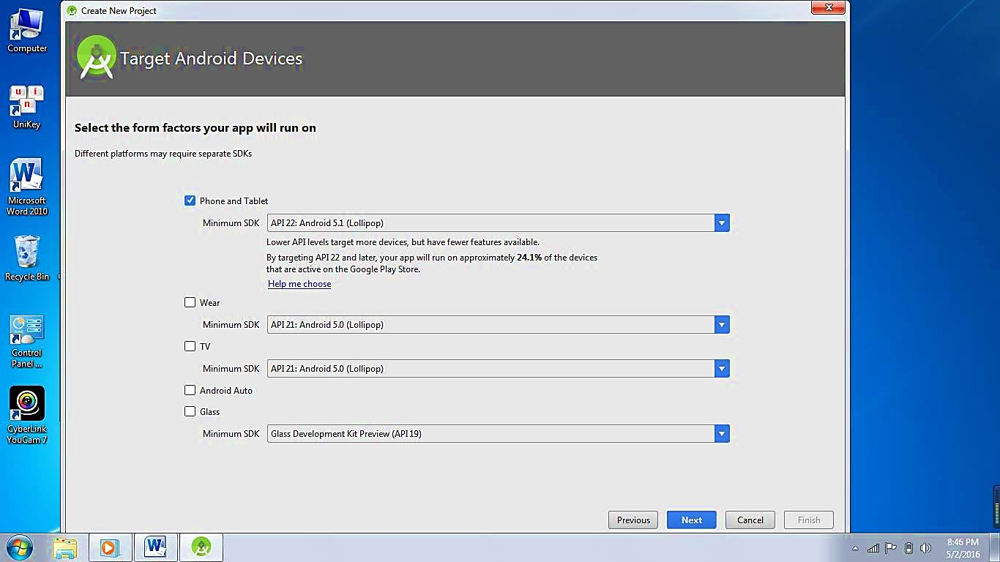 Create New Project
Target Android Devices
Select the form factors your app will run on
Different platforms may require separate SDKs
Phone and Tablet
Minimum SDK API 22: Android 5.1 (Lollipop)
Lower API levels target more devices, but have fewer features available.
By targeting API 22 and later, your app will run on approximately 24.1% of the devices
that are active on the Google Play Store.
Help me choose
Wear
Minimum SDK API 21: Android 5.0 (Lollipop)
TV
Minimum SDK API 21: Android 5.0 (Lollipop)
Android Auto
Glass
Minimum SDK Glass Development Kit Preview (API 19)
Previous Next Cancel Finish
Computer
u i n
UniKey
W
Microsoft
Word 2010
Recycle Bin
Control
Panel ...
CyberLink
YouCam 7
W
8:46 PM
5/2/2016